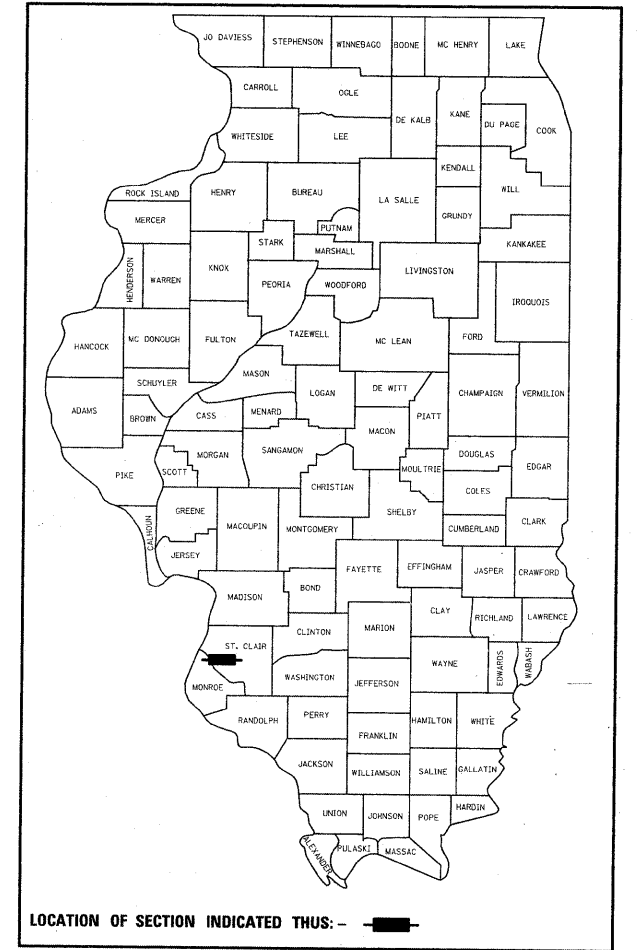 JO DAVIESS STEPHENSON WINNEBAGO BOONE MC HENRY LAKE
CARROLL OGLE DE KALB KANE DU PAGE COOK
WHITESIDE LEE KENDALL WILL
ROCK ISLAND HENRY BUREAU LA SALLE GRUNDY
MERCER STARK PUTNAM KANKAKEE
HENDERSON WARREN KNOX MARSHALL LIVINGSTON
PEORIA WOODFORD IROQUOIS
HANCOCK MC DONOUGH FULTON TAZEWELL MC LEAN FORD
SCHUYLER MASON DE WITT CHAMPAIGN VERMILION
ADAMS BROWN CASS MENARD LOGAN PIATT
MACON
MORGAN SANGAMON MOULTRIE DOUGLAS EDGAR
PIKE SCOTT CHRISTIAN COLES
GREENE MACOUPIN MONTGOMERY SHELBY CUMBERLAND CLARK
CALHOUN JERSEY FAYETTE EFFINGHAM JASPER CRAWFORD
MADISON BOND CLAY RICHLAND LAWRENCE
ST. CLAIR CLINTON MARION WAYNE EDWARDS WABASH
MONROE WASHINGTON JEFFERSON
RANDOLPH PERRY FRANKLIN HAMILTON WHITE
JACKSON WILLIAMSON SALINE GALLATIN
UNION JOHNSON POPE HARDIN
ALEXANDER PULASKI MASSAC
LOCATION OF SECTION INDICATED THUS: -